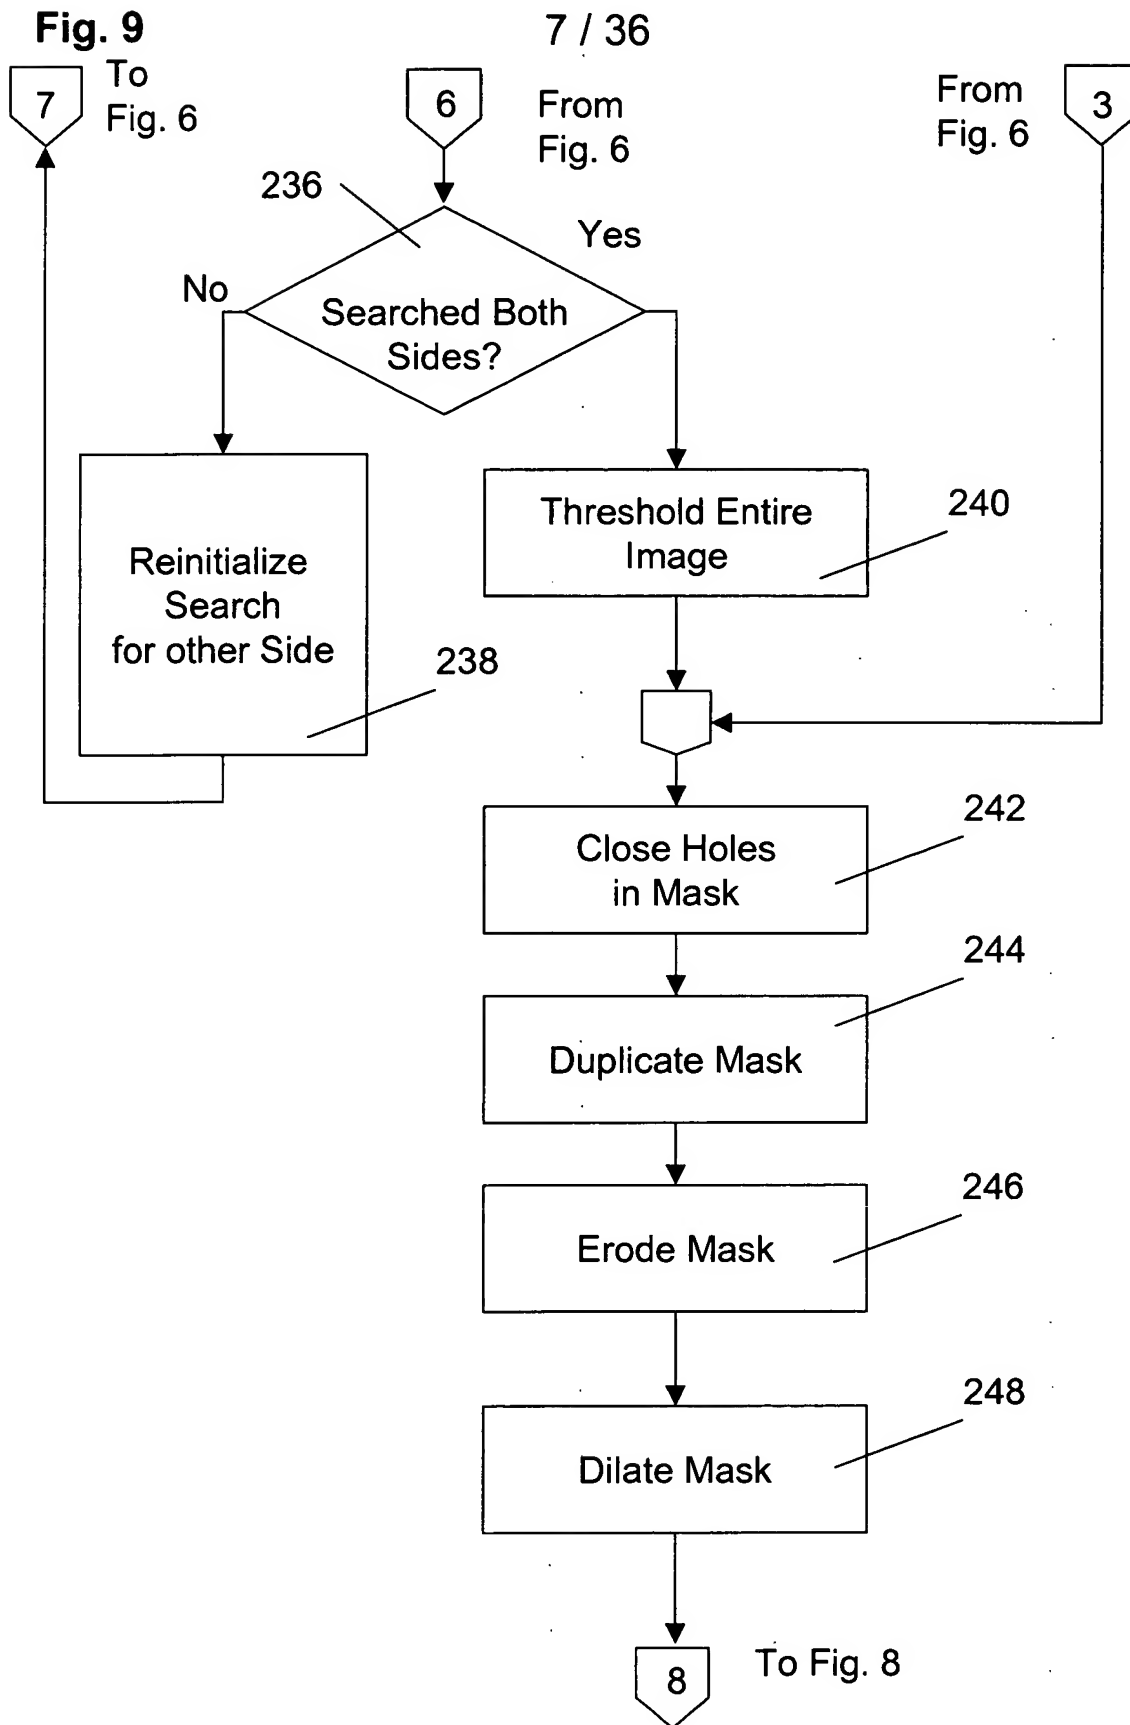 Fig. 9
7 / 36
7
To
Fig. 6
6
From
Fig. 6
From
Fig. 6
3
236
Yes
No
Searched Both
Sides?
Threshold Entire
Image
240
Reinitialize
Search
for other Side
238
Close Holes
in Mask
242
Duplicate Mask
244
Erode Mask
246
Dilate Mask
248
8
To Fig. 8